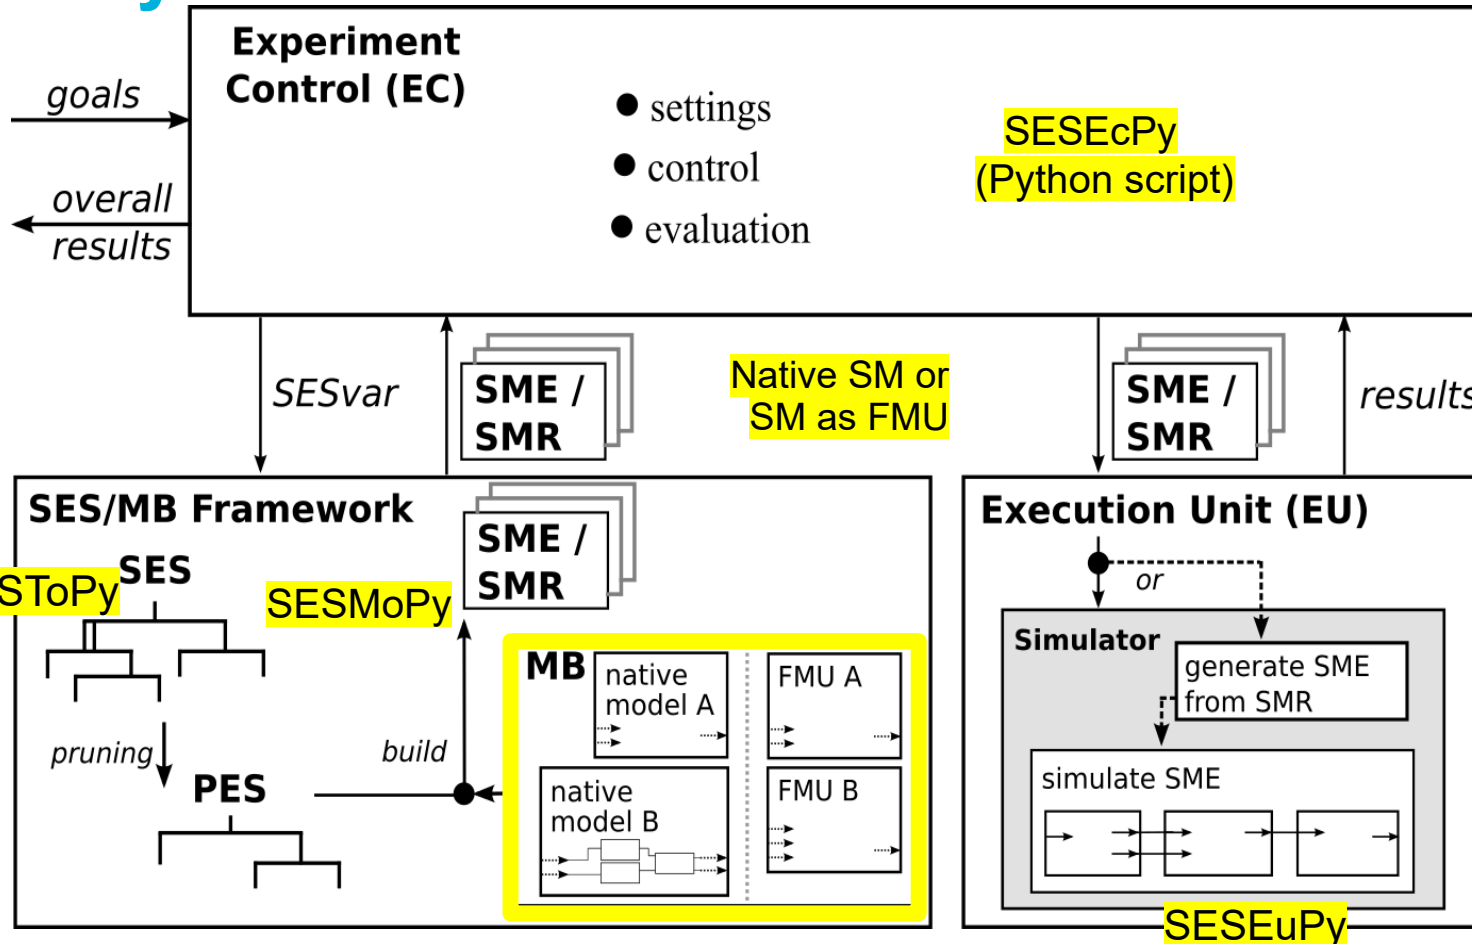 Experiment
Control (EC)
goals
overall
results
● settings
● control
● evaluation
SESEcPy
(Python script)
SESvar
SME /
SMR
Native SM or
SM as FMU
SME /
SMR
results
SES/MB Framework
SME /
SMR
SToPy
SES
SESMoPy
pruning
PES
build
MB
native
model A
FMU A
native
model B
FMU B
Execution Unit (EU)
or
Simulator
generate SME
from SMR
simulate SME
SESEuPy